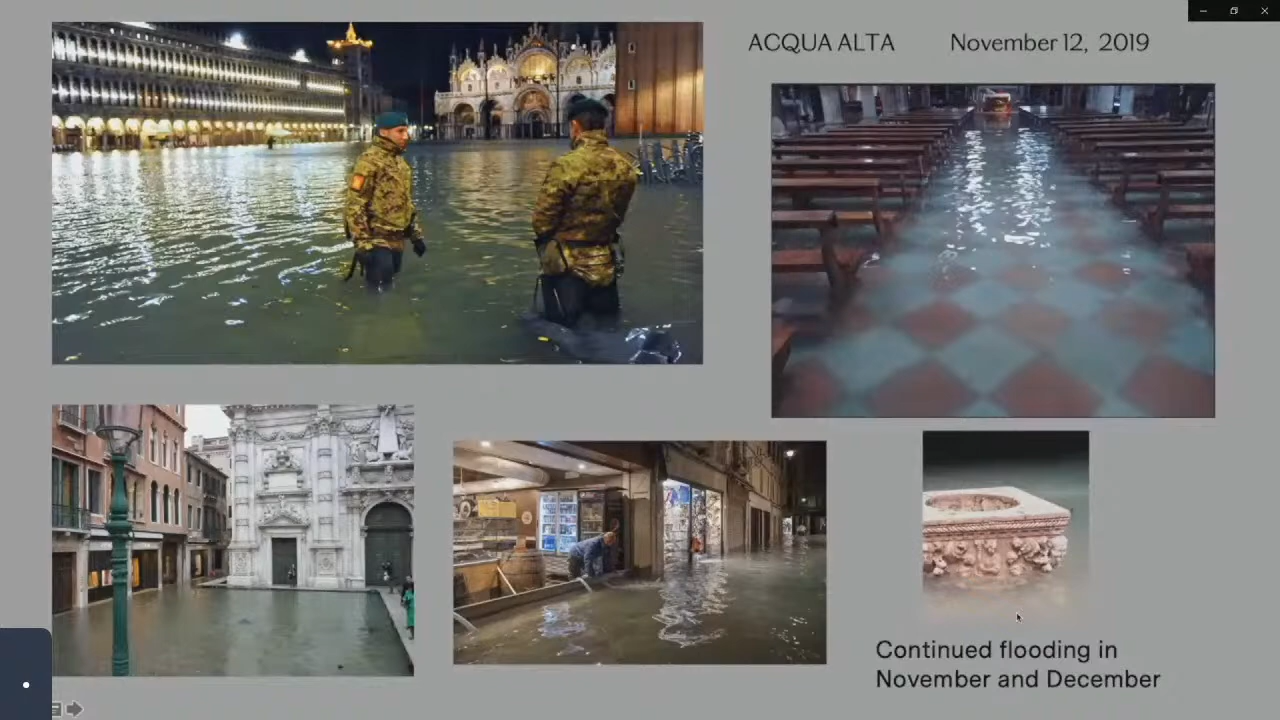 ACQUA ALTA November 12, 2019
Continued flooding in
November and December